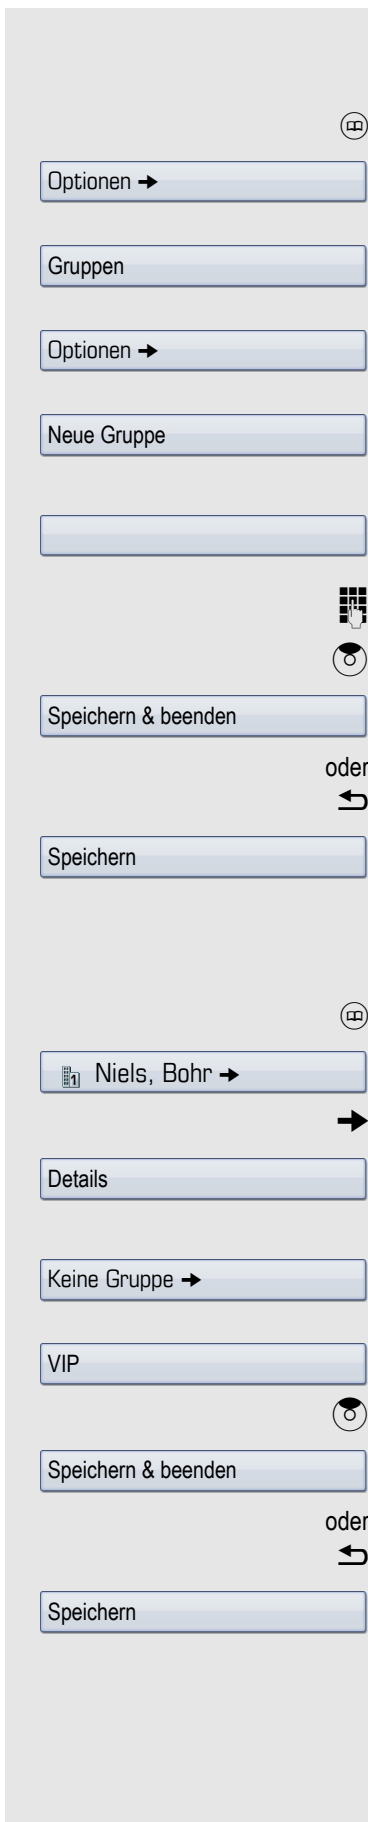 Optionen →
Gruppen
Optionen →
Neue Gruppe
Speichern & beenden
oder
Speichern
1 Niels, Bohr →
Details
Keine Gruppe →
VIP
Speichern & beenden
oder
Speichern